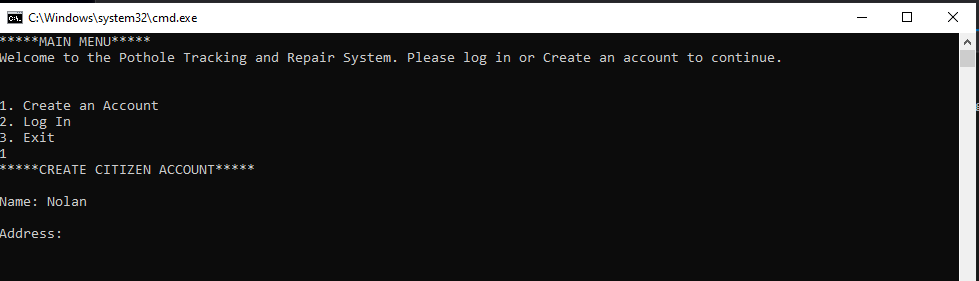 C:\Windows\system32\cmd.exe
*****MAIN MENU*****
Welcome to the Pothole Tracking and Repair System. Please log in or Create an account to continue.
1. Create an Account
2. Log In
3. Exit
1
*****CREATE CITIZEN ACCOUNT*****
Name: Nolan
Address: